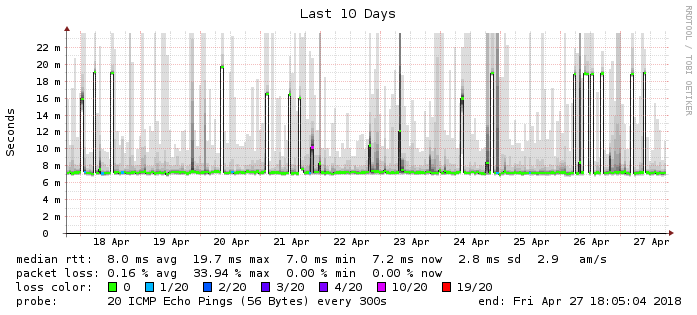 Last 10 Days
RRDTOOL / TOBI OETIKER
Seconds
22 m
20 m
18 m
16 m
14 m
12 m
10 m
8 m
6 m
4 m
2 m
0
18 Apr 19 Apr 20 Apr 21 Apr 22 Apr 23 Apr 24 Apr 25 Apr 26 Apr 27 Apr
median rtt: 8.0 ms avg 19.7 ms max 7.0 ms min 7.2 ms now 2.8 ms sd 2.9 am/s
packet loss: 0.16 % avg 33.94 % max 0.00 % min 0.00 % now
loss color: 0 1/20 2/20 3/20 4/20 10/20 19/20
probe: 20 ICMP Echo Pings (56 Bytes) every 300s end: Fri Apr 27 18:05:04 2018